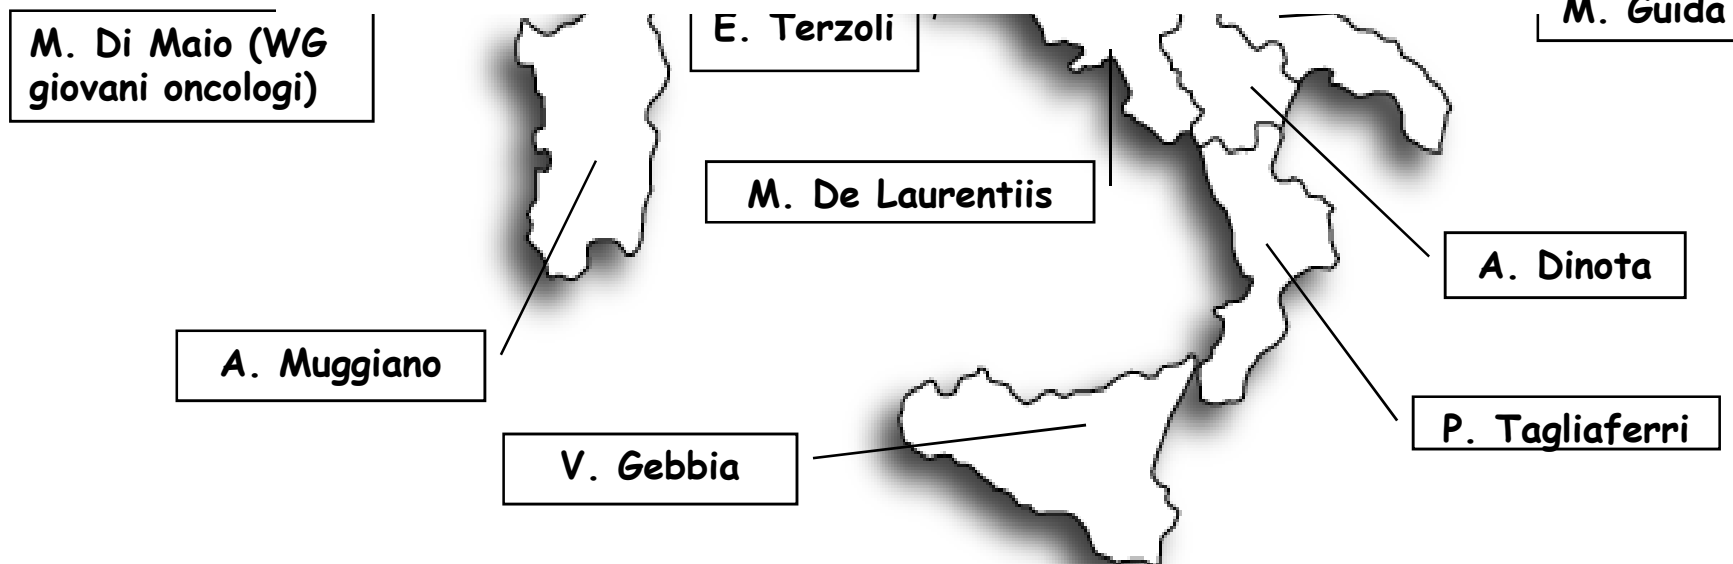 M. Guida
E. Terzoli
M. Di Maio (WG
giovani oncologi)
M. De Laurentiis
A. Dinota
A. Muggiano
P. Tagliaferri
V. Gebbia